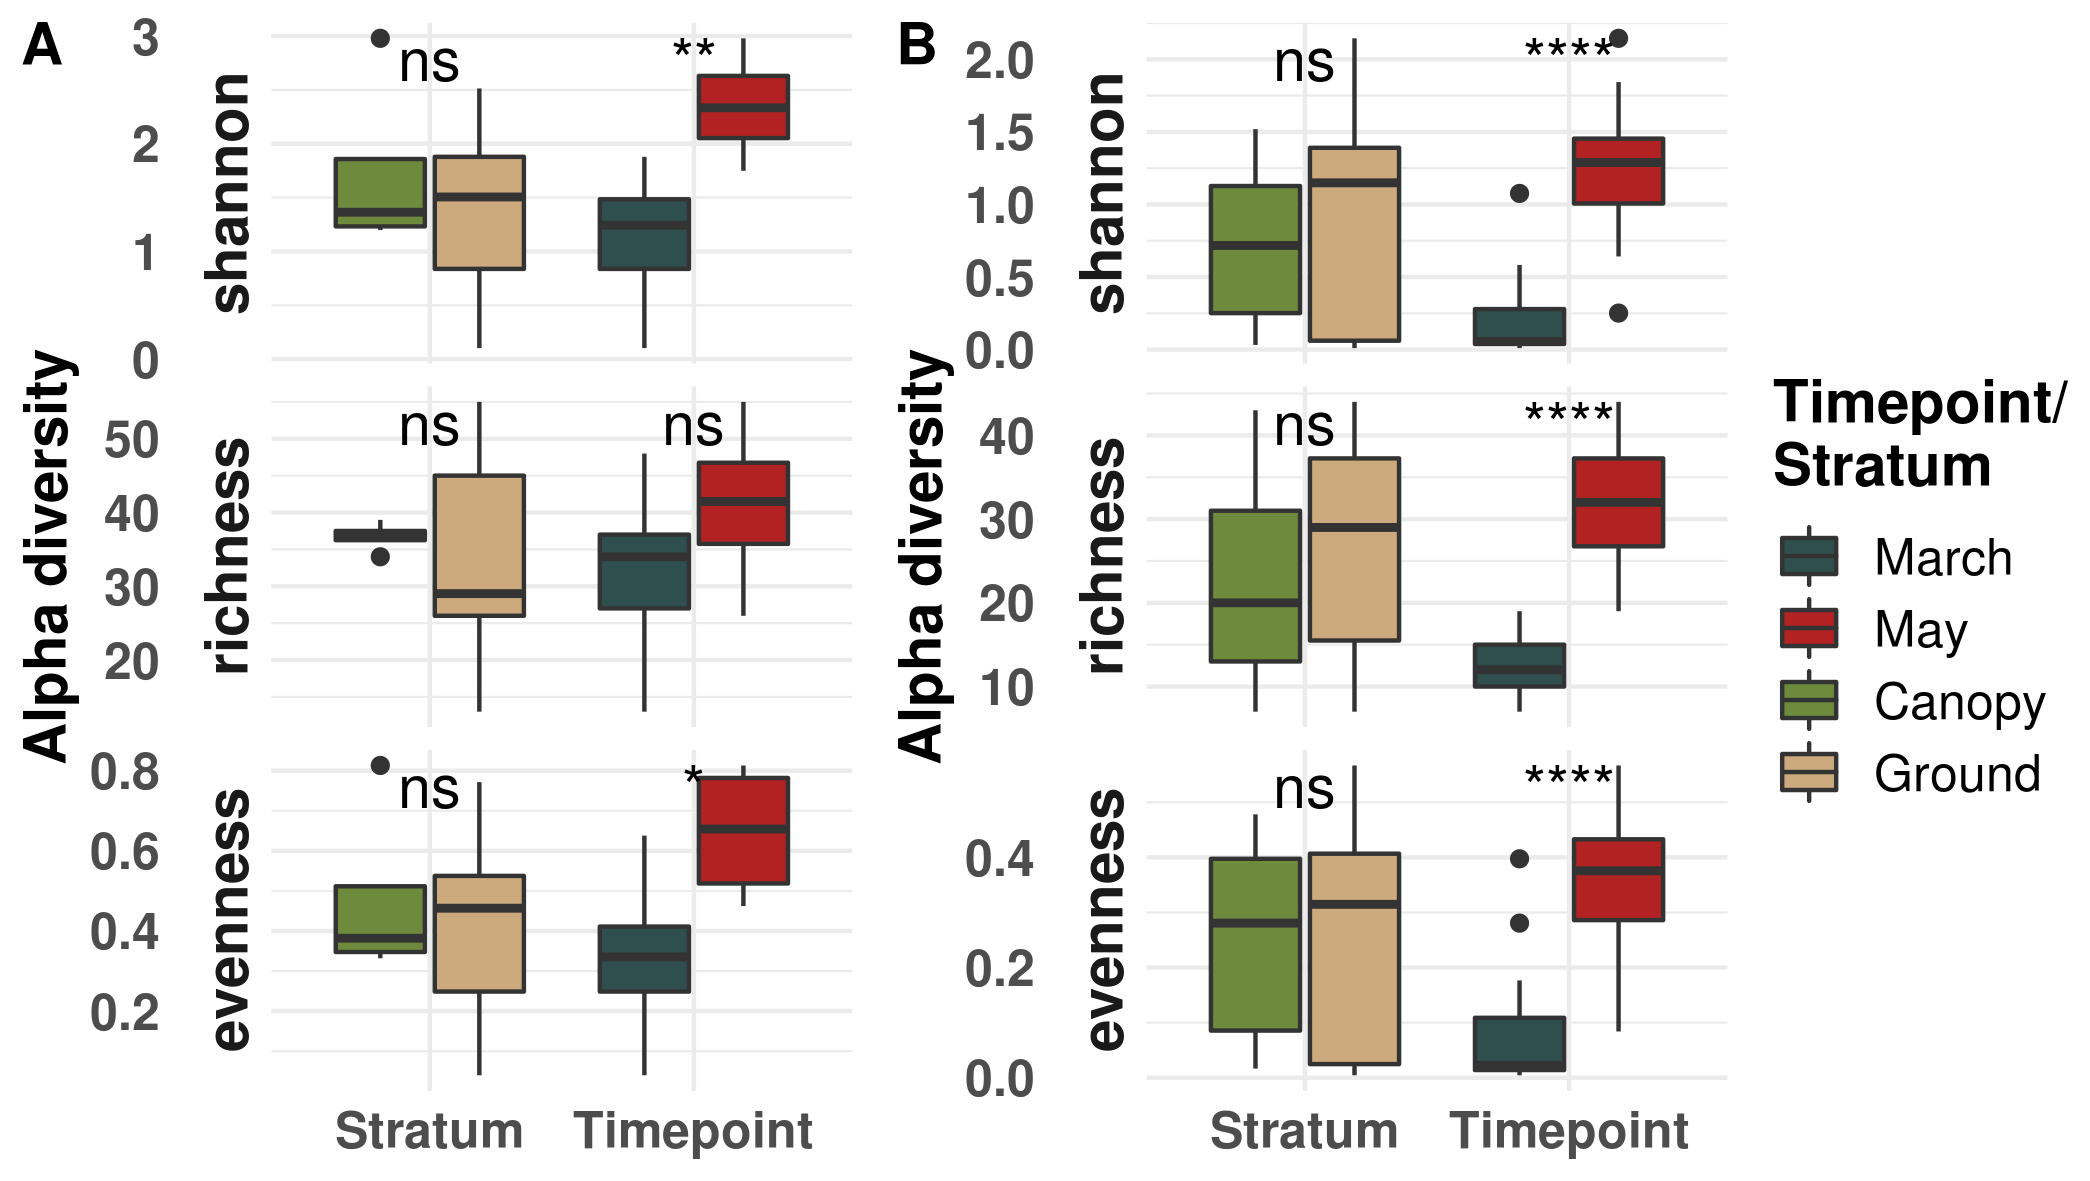 A
Alpha diversity
shannon
3
2
1
0
ns
**
richness
50
40
30
20
ns
ns
evenness
0.8
0.6
0.4
0.2
ns
*
Stratum
Timepoint
B
Alpha diversity
shannon
2.0
1.5
1.0
0.5
0.0
ns
****
richness
40
30
20
10
ns
****
evenness
0.4
0.2
0.0
ns
****
Stratum
Timepoint
Timepoint/
Stratum
March
May
Canopy
Ground